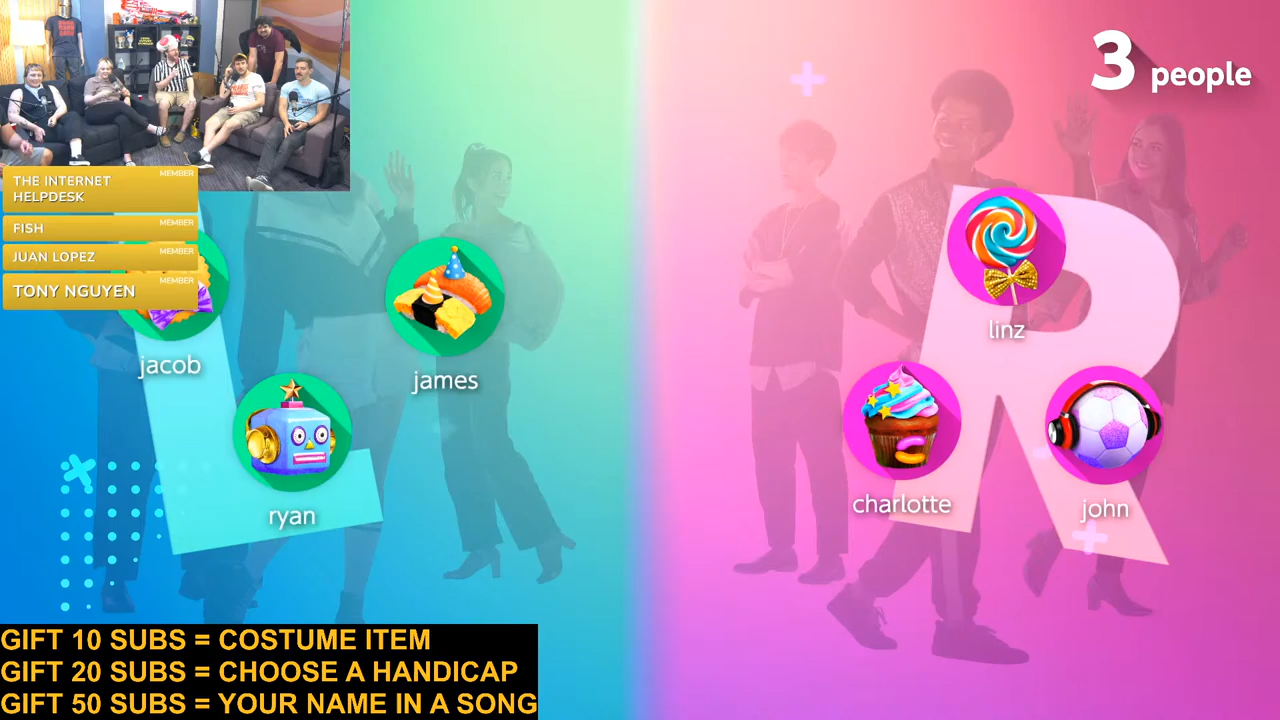 3 people
THE INTERNET
HELPDESK
MEMBER
FISH
MEMBER
JUAN LOPEZ
MEMBER
TONY NGUYEN
MEMBER
L
R
jacob
james
ryan
linz
charlotte
john
GIFT 10 SUBS = COSTUME ITEM
GIFT 20 SUBS = CHOOSE A HANDICAP
GIFT 50 SUBS = YOUR NAME IN A SONG